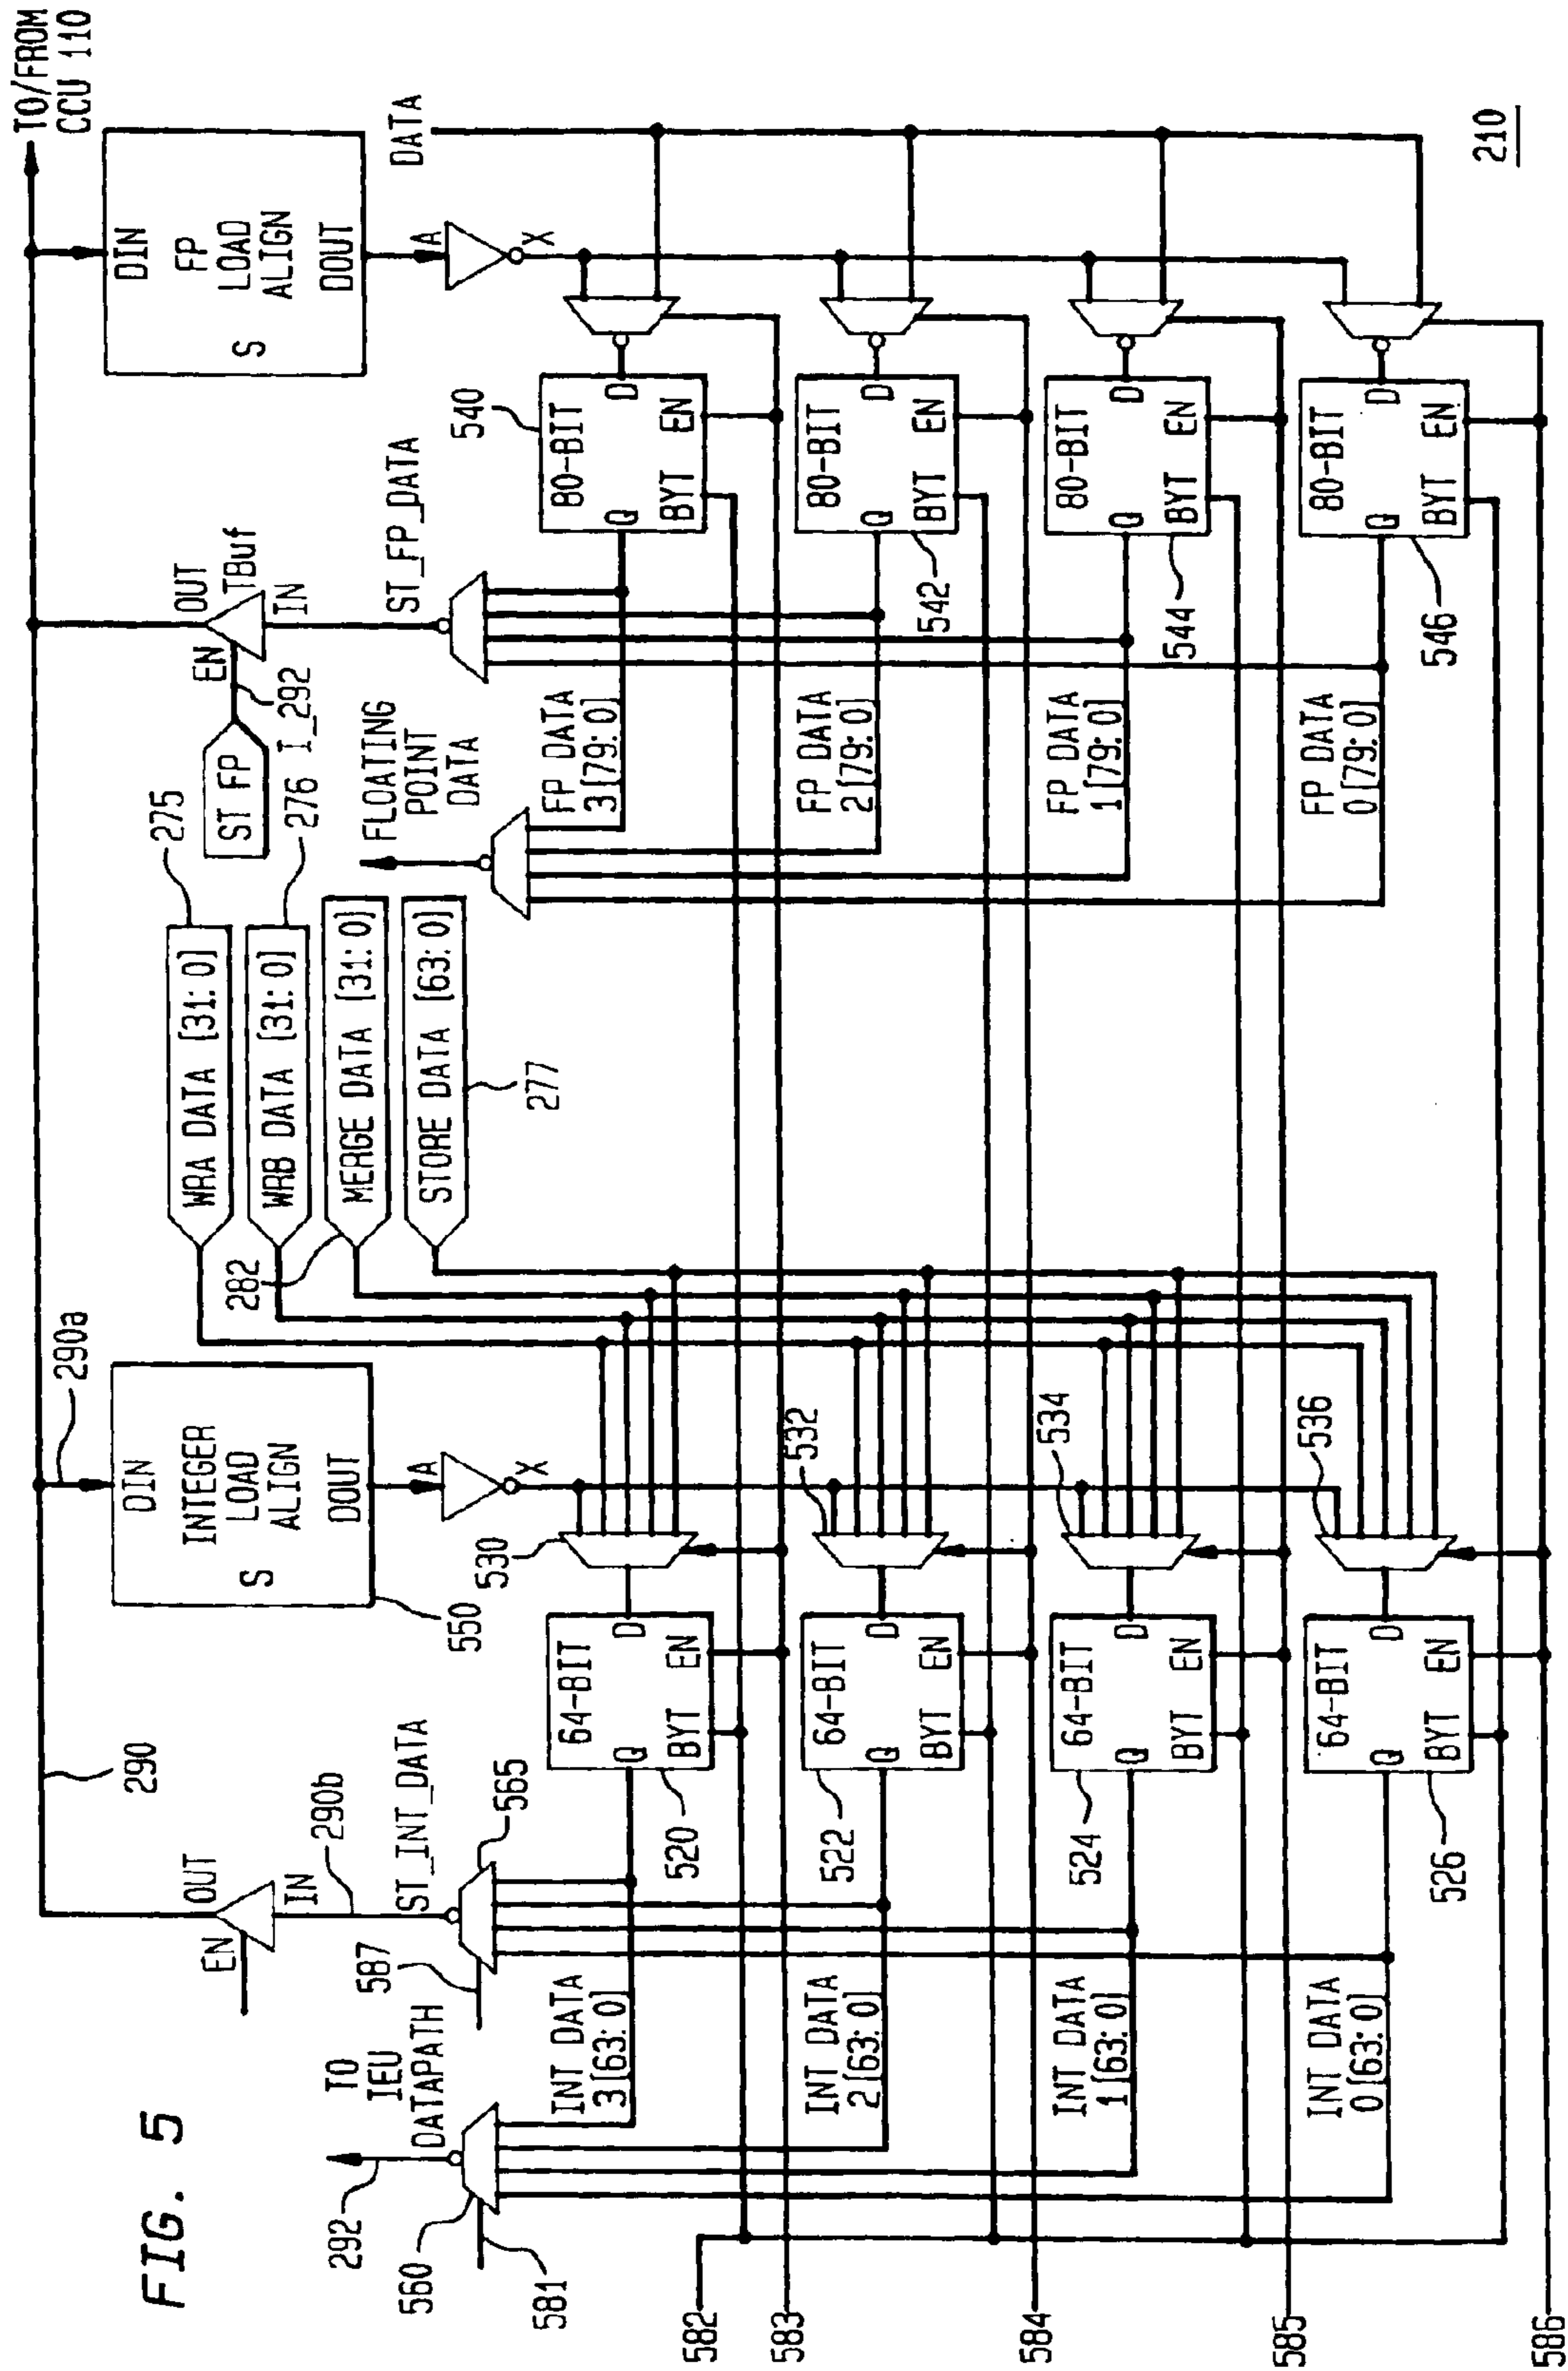 FIG. 5
TO/FROM
CCU 110
290
290a
DIN
INTEGER
LOAD
ALIGN
S
DOUT
550
A
X
DIN
FP
LOAD
ALIGN
S
DOUT
A
X
DATA
OUT
EN
IN
290b
ST_INT_DATA
565
587
TO
IEU
DATAPATH
292
560
581
WRA DATA [31:0]
275
WRB DATA [31:0]
276
MERGE DATA [31:0]
282
STORE DATA [63:0]
277
ST FP
EN
I_292
OUT
TBuf
IN
ST_FP_DATA
FLOATING
POINT
DATA
INT DATA
3[63:0]
64-BIT
Q
D
BYT
EN
520
530
FP DATA
3[79:0]
80-BIT
Q
D
BYT
EN
540
582
583
INT DATA
2[63:0]
64-BIT
Q
D
BYT
EN
522
532
FP DATA
2[79:0]
80-BIT
Q
D
BYT
EN
542
584
INT DATA
1[63:0]
64-BIT
Q
D
BYT
EN
524
534
FP DATA
1[79:0]
80-BIT
Q
D
BYT
EN
544
585
INT DATA
0[63:0]
64-BIT
Q
D
BYT
EN
526
536
FP DATA
0[79:0]
80-BIT
Q
D
BYT
EN
546
586
210